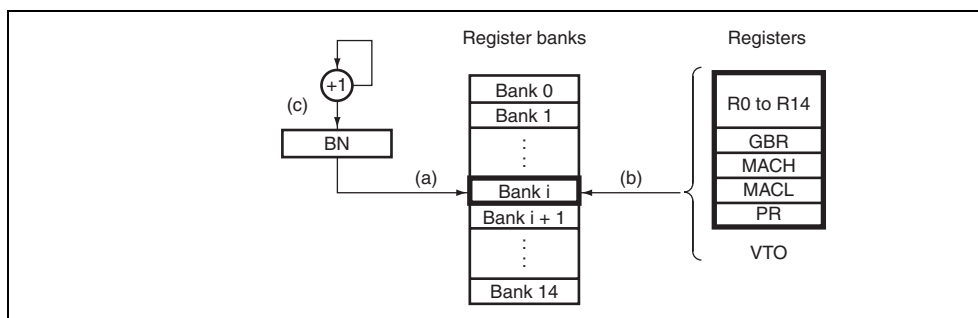 Register banks
Registers
+1
(c)
BN
(a)
Bank 0
Bank 1
⋮
Bank i
Bank i + 1
⋮
Bank 14
(b)
R0 to R14
GBR
MACH
MACL
PR
VTO